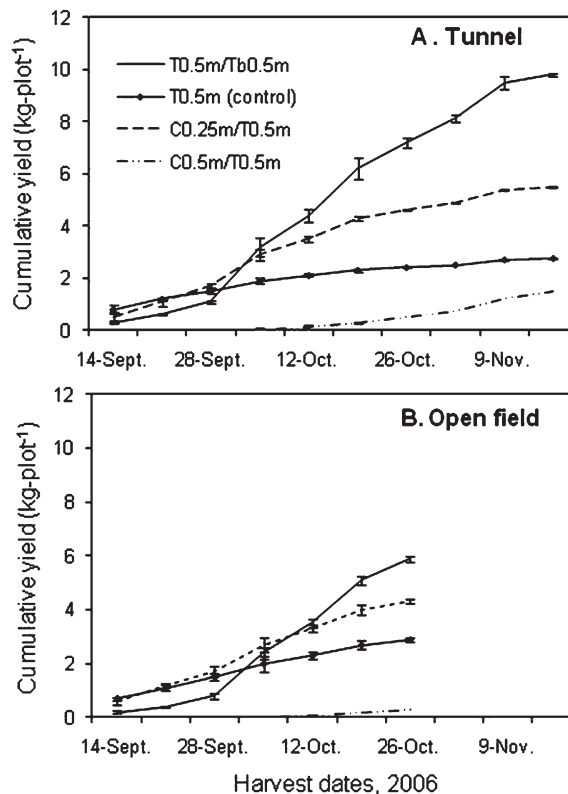 A . Tunnel
T0.5m/Tb0.5m
T0.5m (control)
C0.25m/T0.5m
C0.5m/T0.5m
Cumulative yield (kg-plot⁻¹)
12
10
8
6
4
2
0
14-Sept. 28-Sept. 12-Oct. 26-Oct. 9-Nov.
B. Open field
Cumulative yield (kg-plot⁻¹)
12
10
8
6
4
2
0
14-Sept. 28-Sept. 12-Oct. 26-Oct. 9-Nov.
Harvest dates, 2006